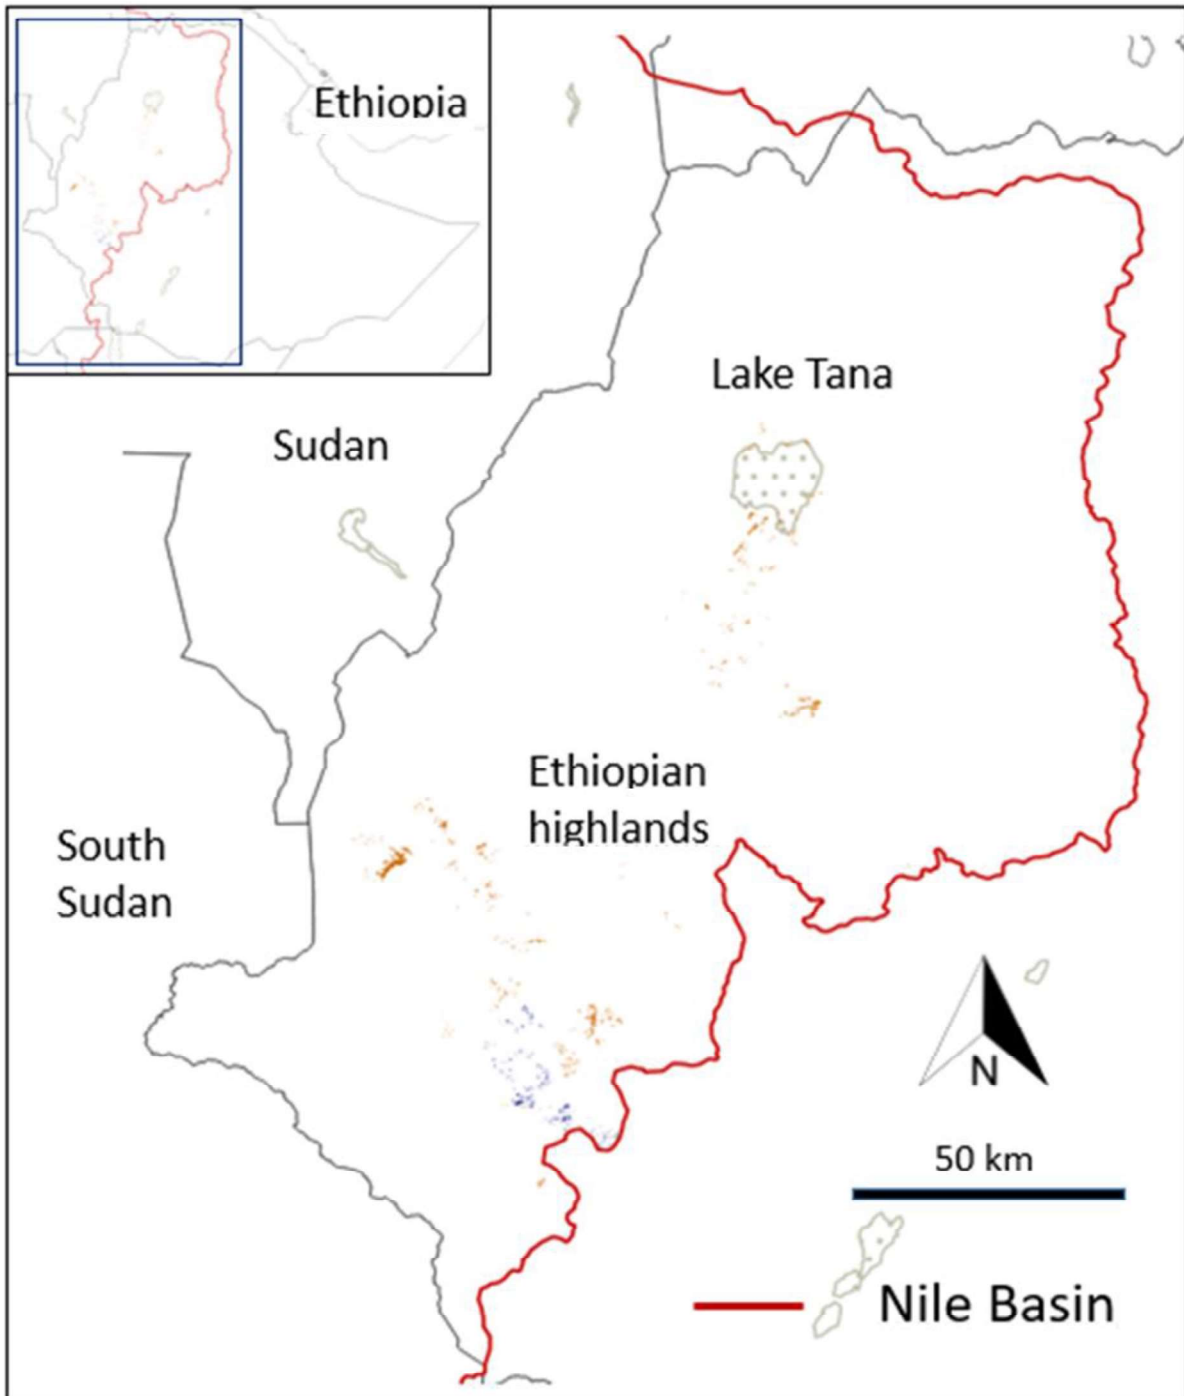 Ethiopia
Lake Tana
Sudan
Ethiopian
highlands
South
Sudan
N
50 km
Nile Basin